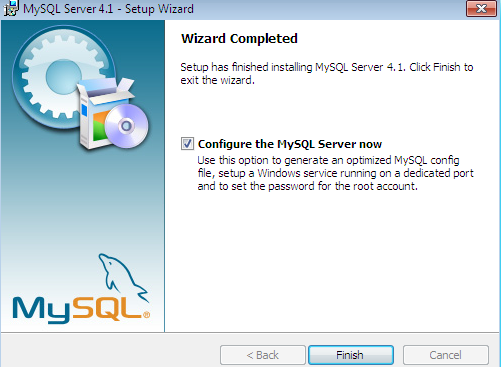 MySQL Server 4.1 - Setup Wizard
Wizard Completed
Setup has finished installing MySQL Server 4.1. Click Finish to
exit the wizard.
Configure the MySQL Server now
Use this option to generate an optimized MySQL config
file, setup a Windows service running on a dedicated port
and to set the password for the root account.
MySQL®
< Back
Finish
Cancel